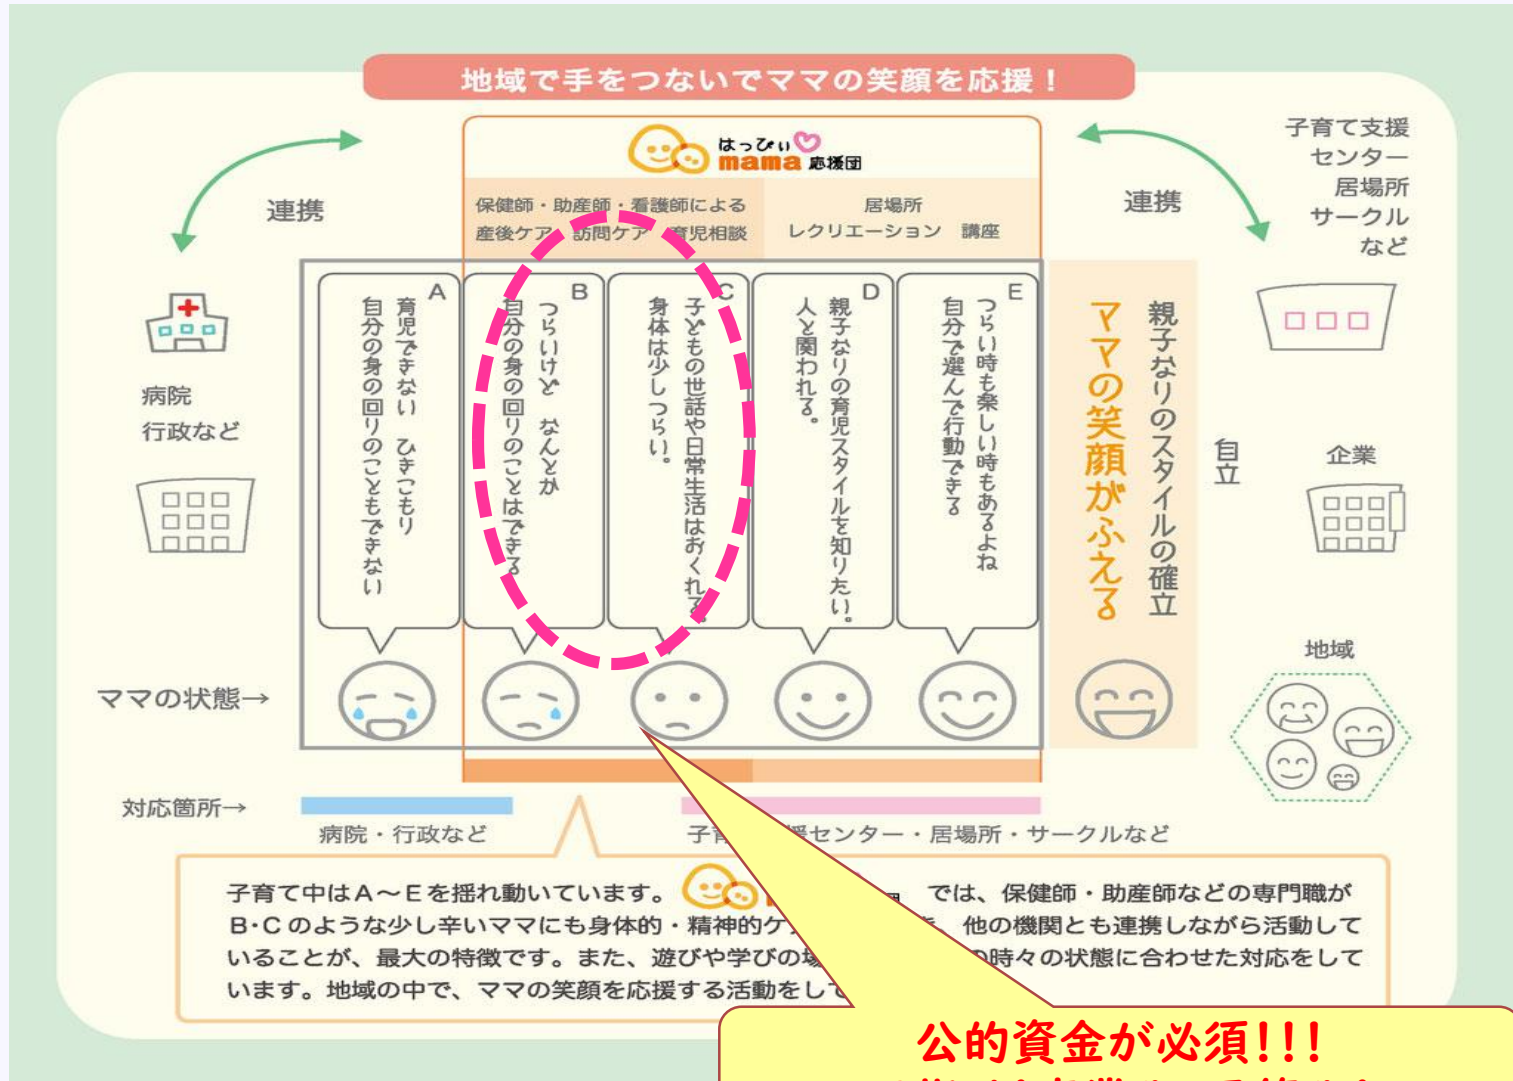 地域で手をつないでママの笑顔を応援！
はっぴぃ
mama 応援団
保健師・助産師・看護師による
産後ケア 訪問ケア 育児相談
居場所
レクリエーション 講座
連携
連携
子育て支援
センター
居場所
サークル
など
病院
行政など
A
育児できない ひきこもり
自分の身の回りのこともできない
B
つらいけど なんとか
自分の身の回りのことはできる
C
子どもの世話や日常生活はおくれる。
身体は少しつらい。
D
親子なりの育児スタイルを知りたい。
人と関われる。
E
つらい時も楽しい時もあるよね
自分で選んで行動できる
親子なりのスタイルの確立
ママの笑顔がふえる
自立
企業
地域
ママの状態→
対応箇所→
病院・行政など
子育 援センター・居場所・サークルなど
子育て中はA～Eを揺れ動いています。 では、保健師・助産師などの専門職が
B・Cのような少し辛いママにも身体的・精神的ケ 、他の機関とも連携しながら活動して
いることが、最大の特徴です。また、遊びや学びの場 の時々の状態に合わせた対応をして
います。地域の中で、ママの笑顔を応援する活動をして
公的資金が必須!!!